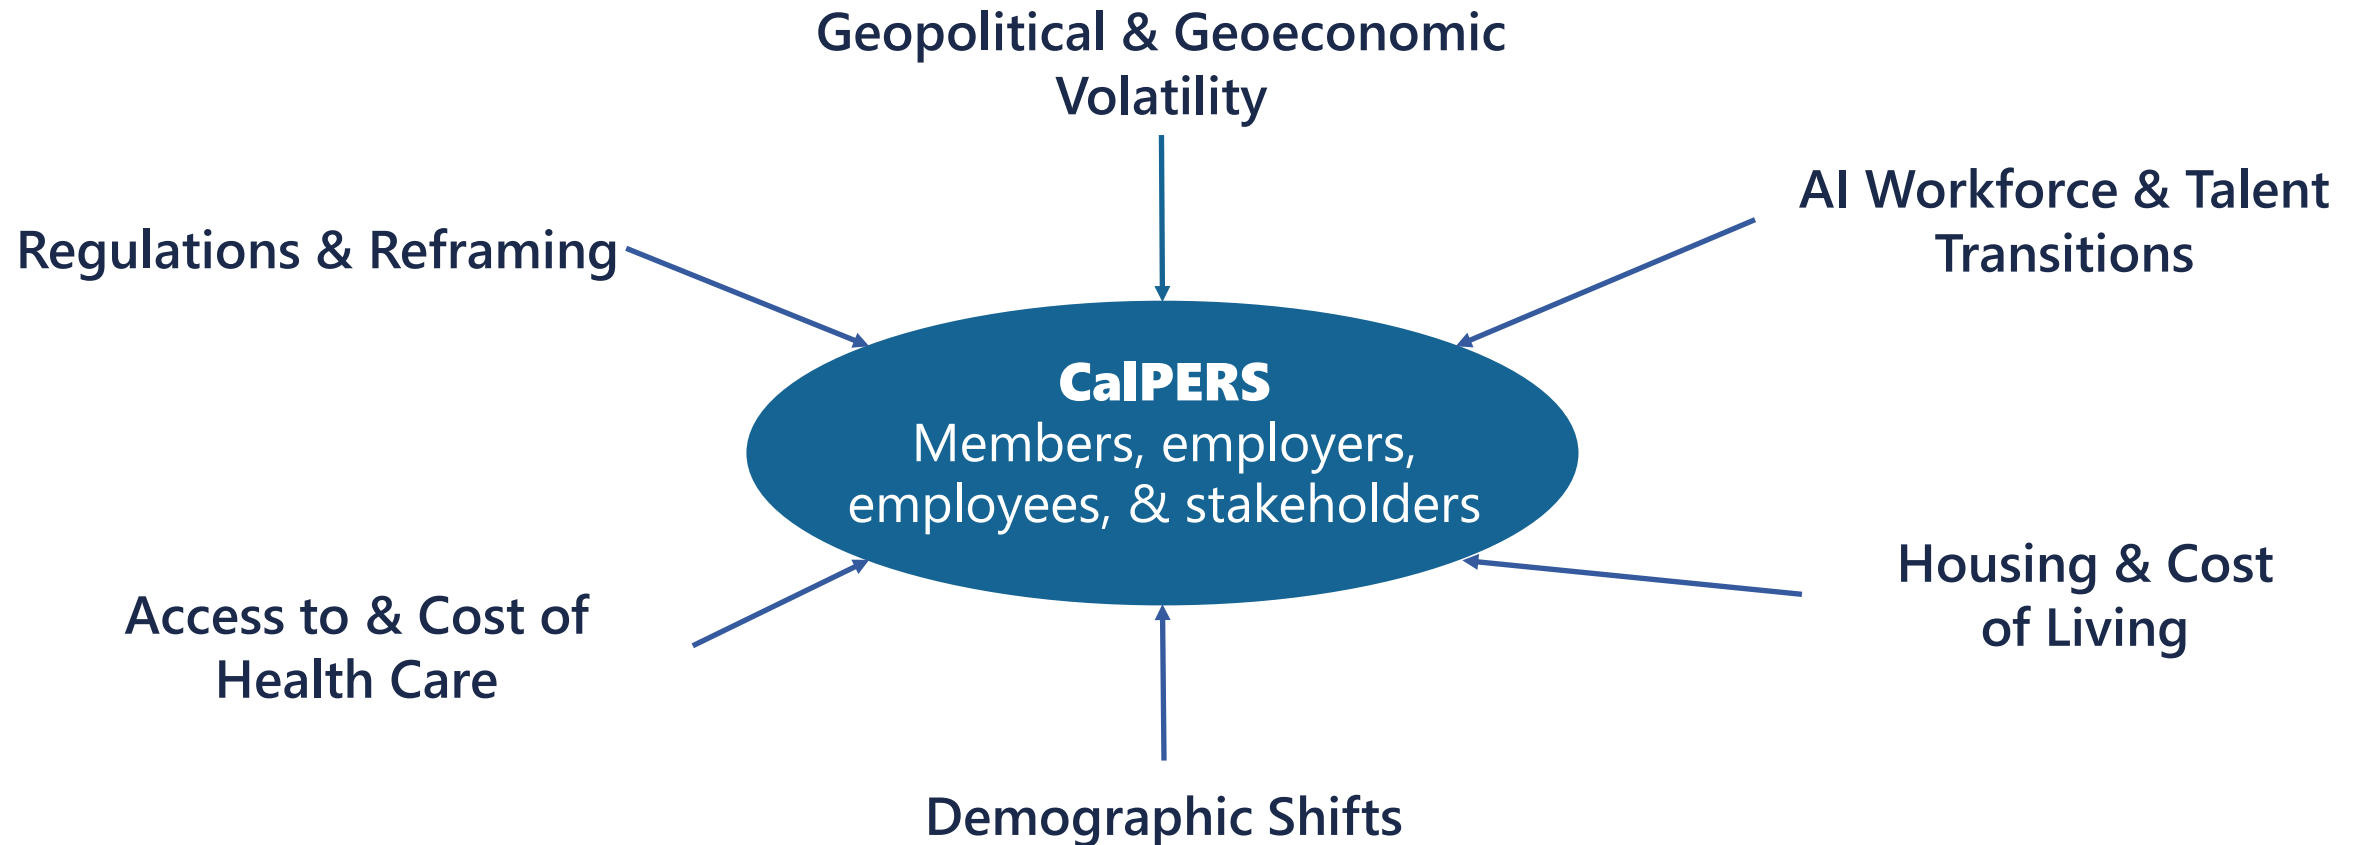 Geopolitical & Geoeconomic
Volatility
AI Workforce & Talent
Transitions
Regulations & Reframing
CalPERS
Members, employers,
employees, & stakeholders
Housing & Cost
of Living
Access to & Cost of
Health Care
Demographic Shifts